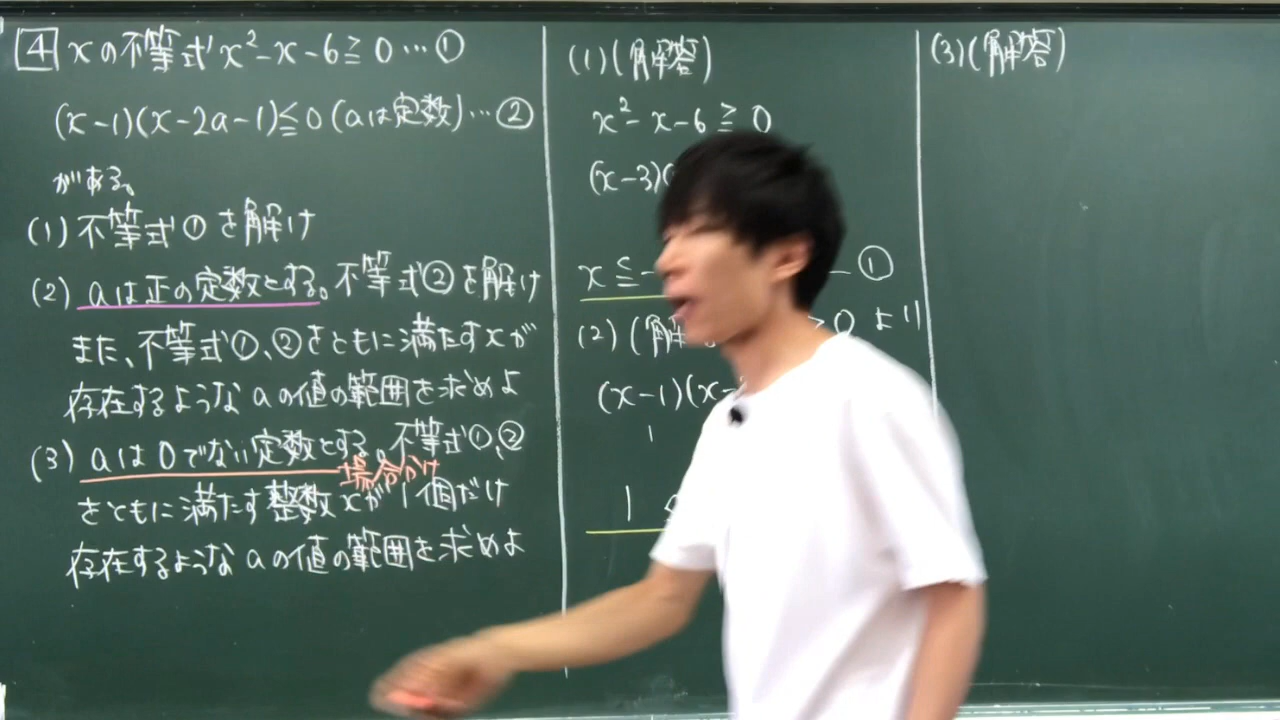 4 xの不等式 x²-x-6≧0…①
(x-1)(x-2a-1)≦0(aは定数)…②
がある。
(1) 不等式①を解け
(2) aは正の定数とする。不等式②を解け
また、不等式①、②をともに満たすxが
存在するようなaの値の範囲を求めよ
(3) aは0でない定数とする。不等式①、②
場合分け
をともに満たす整数xが1個だけ
存在するようなaの値の範囲を求めよ
(1)(解答)
x²-x-6≧0
(x-3)(
x≦- - ①
(2)(解 >0より
(x-1)(x-
1
1
(3)(解答)